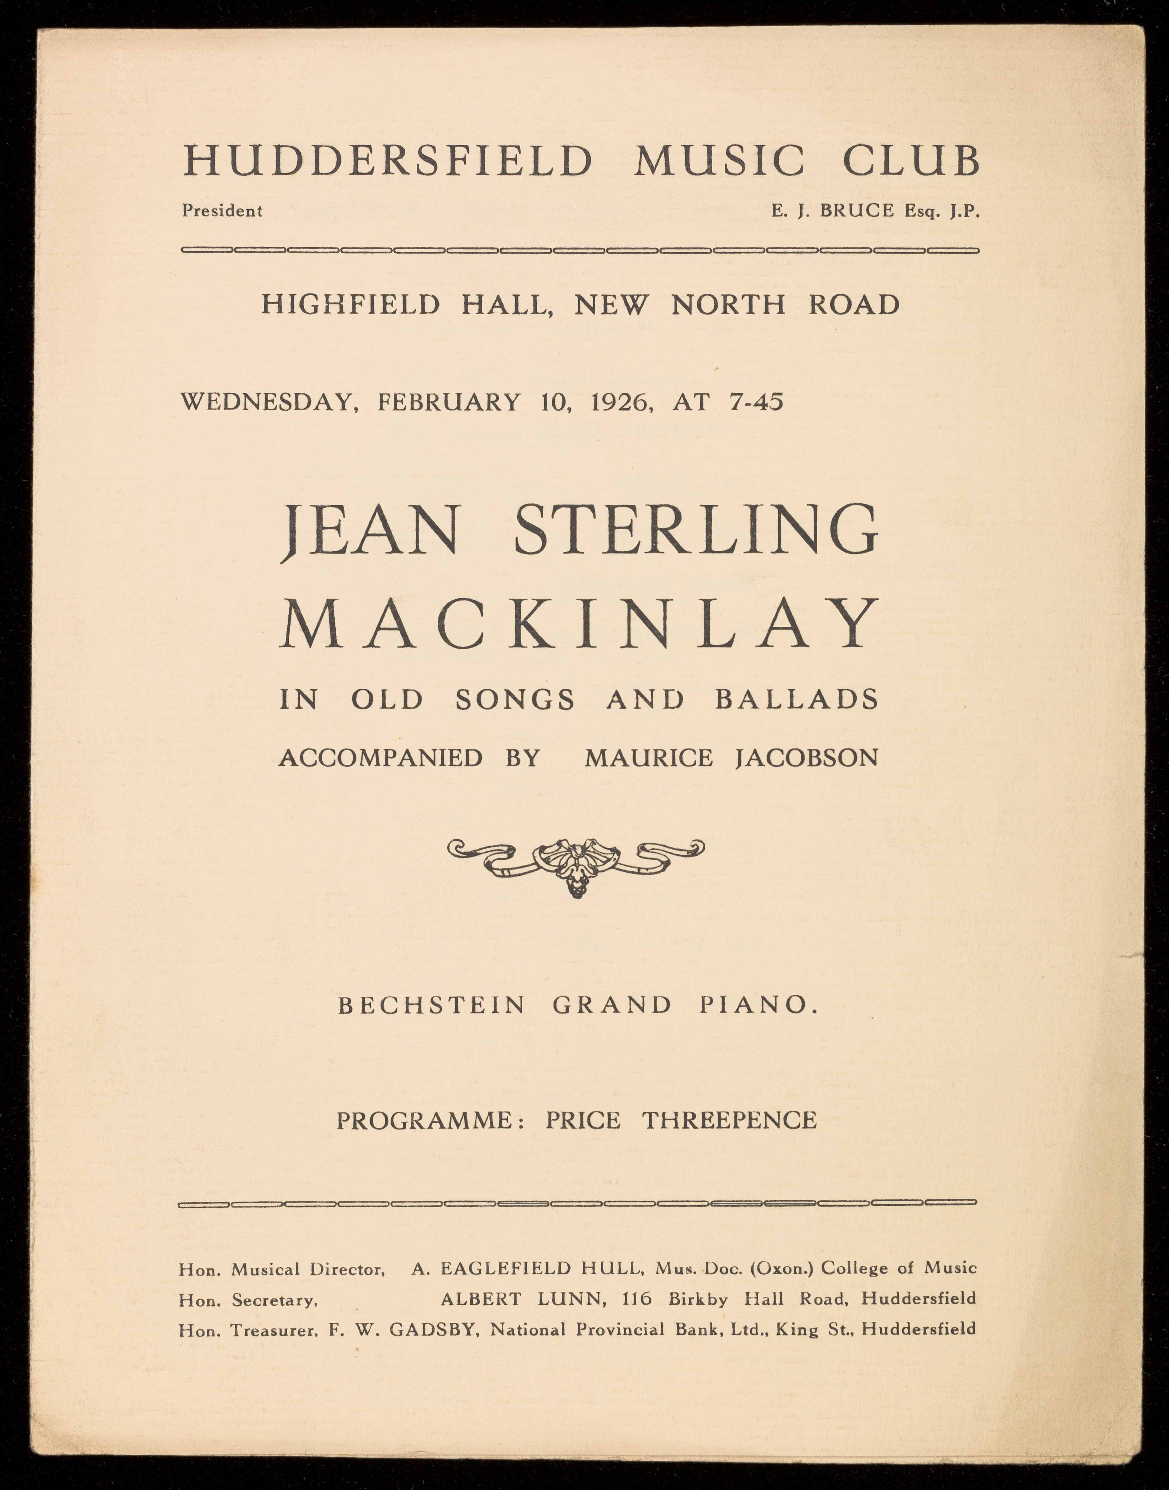 HUDDERSFIELD MUSIC CLUB
President E. J. BRUCE Esq. J.P.
HIGHFIELD HALL, NEW NORTH ROAD
WEDNESDAY, FEBRUARY 10, 1926, AT 7-45
JEAN STERLING
MACKINLAY
IN OLD SONGS AND BALLADS
ACCOMPANIED BY MAURICE JACOBSON
BECHSTEIN GRAND PIANO.
PROGRAMME: PRICE THREEPENCE
Hon. Musical Director, A. EAGLEFIELD HULL, Mus. Doc. (Oxon.) College of Music
Hon. Secretary, ALBERT LUNN, 116 Birkby Hall Road, Huddersfield
Hon. Treasurer, F. W. GADSBY, National Provincial Bank, Ltd., King St., Huddersfield